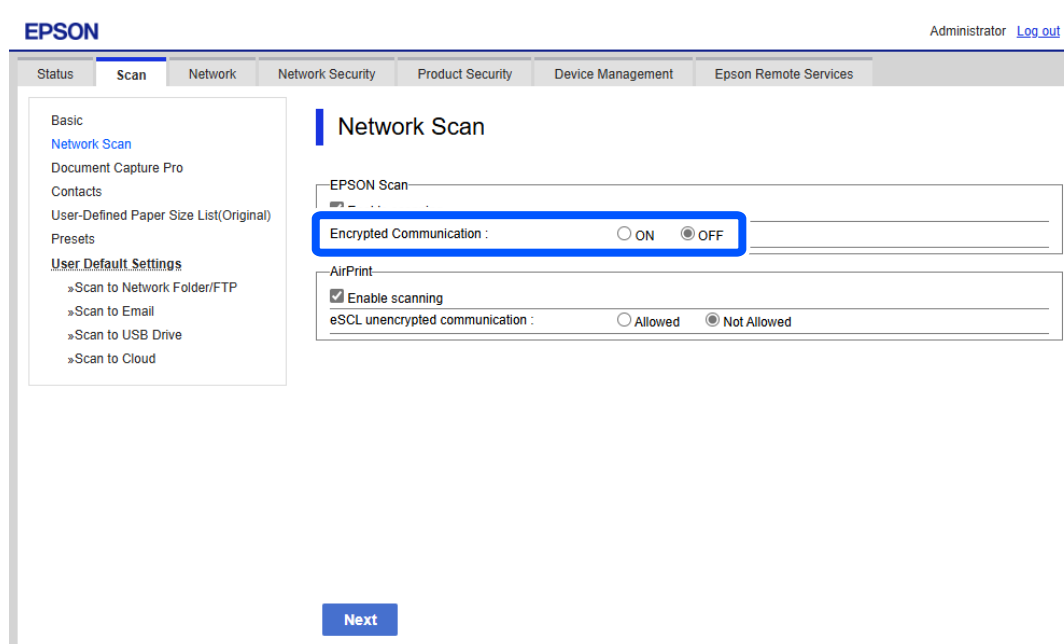 EPSON
Administrator Log out
Status Scan Network Network Security Product Security Device Management Epson Remote Services
Basic
Network Scan
Document Capture Pro
Contacts
User-Defined Paper Size List(Original)
Presets
User Default Settings
»Scan to Network Folder/FTP
»Scan to Email
»Scan to USB Drive
»Scan to Cloud
Network Scan
EPSON Scan
Encrypted Communication : ON OFF
AirPrint
Enable scanning
eSCL unencrypted communication : Allowed Not Allowed
Next